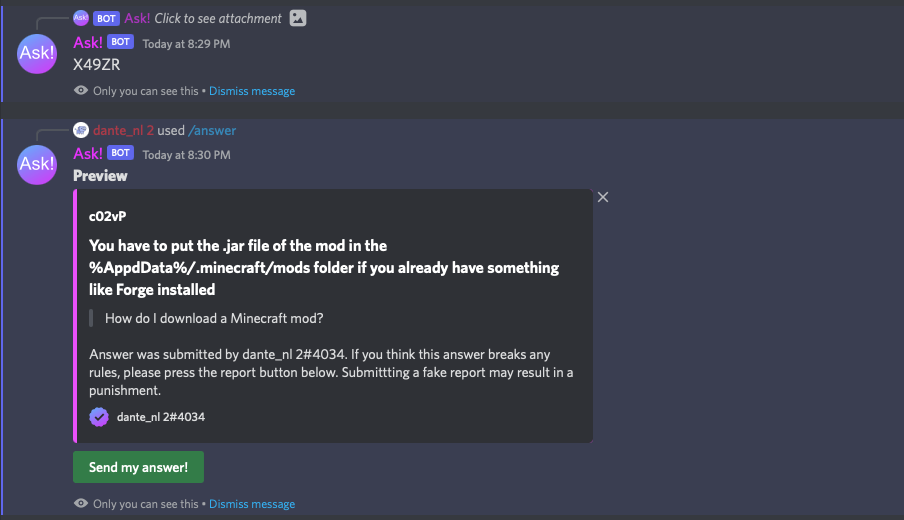 Ask! BOT Ask! Click to see attachment
Ask! Ask! BOT Today at 8:29 PM
X49ZR
Only you can see this • Dismiss message
dante_nl 2 used /answer
Ask! Ask! BOT Today at 8:30 PM
Preview
c02vP
You have to put the .jar file of the mod in the
%AppdData%/.minecraft/mods folder if you already have something
like Forge installed
How do I download a Minecraft mod?
Answer was submitted by dante_nl 2#4034. If you think this answer breaks any
rules, please press the report button below. Submittting a fake report may result in a
punishment.
dante_nl 2#4034
Send my answer!
Only you can see this • Dismiss message